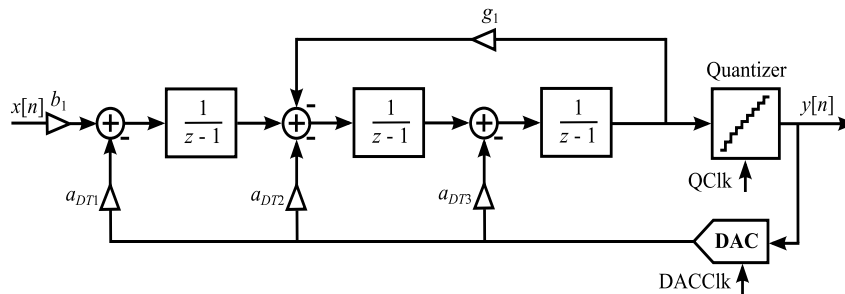 g1
Quantizer
x[n] b1
1
z - 1
1
z - 1
1
z - 1
y[n]
QClk
aDT1
aDT2
aDT3
DAC
DACClk